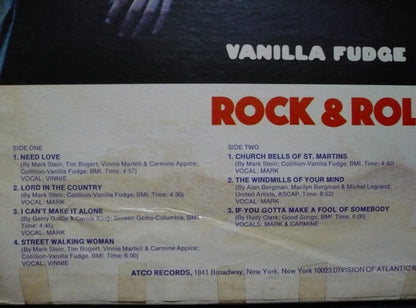 VANILLA FUDGE
ROCK & ROL
SIDE ONE
1. NEED LOVE
(By Mark Stein, Tim Bogert, Vinnie Martell & Carmine Appice;
Cotillion-Vanilla Fudge, BMI. Time: 4:57)
VOCAL: VINNIE
2. LORD IN THE COUNTRY
(By Mark Stein; Cotillion-Vanilla Fudge, BMI. Time: 4:30)
VOCAL: MARK
3. I CAN'T MAKE IT ALONE
(By Gerry Goffin & Carole King; Screen Gems-Columbia, BMI.
Time: 4:45)
VOCAL: MARK
4. STREET WALKING WOMAN
(By Mark Stein, Tim Bogert, Vinnie Martell & Carmine Appice;
Cotillion-Vanilla Fudge, BMI. Time; 6:00)
VOCAL: VINNIE
SIDE TWO
1. CHURCH BELLS OF ST. MARTINS
(By Mark Stein; Cotillion-Vanilla Fudge, BMI. Time: 4:40)
VOCAL: MARK
2. THE WINDMILLS OF YOUR MIND
(By Alan Bergman, Marilyn Bergman & Michel Legrand;
United Artists, ASCAP. Time:
VOCAL: MARK
3. IF YOU GOTTA MAKE A FOOL OF SOMEBODY
(By Rudy Clark; Good Songs, BMI. Time: 6:00)
VOCALS: MARK & CARMINE
ATCO RECORDS, 1841 Broadway, New York, New York 10023 DIVISION OF ATLANTIC R